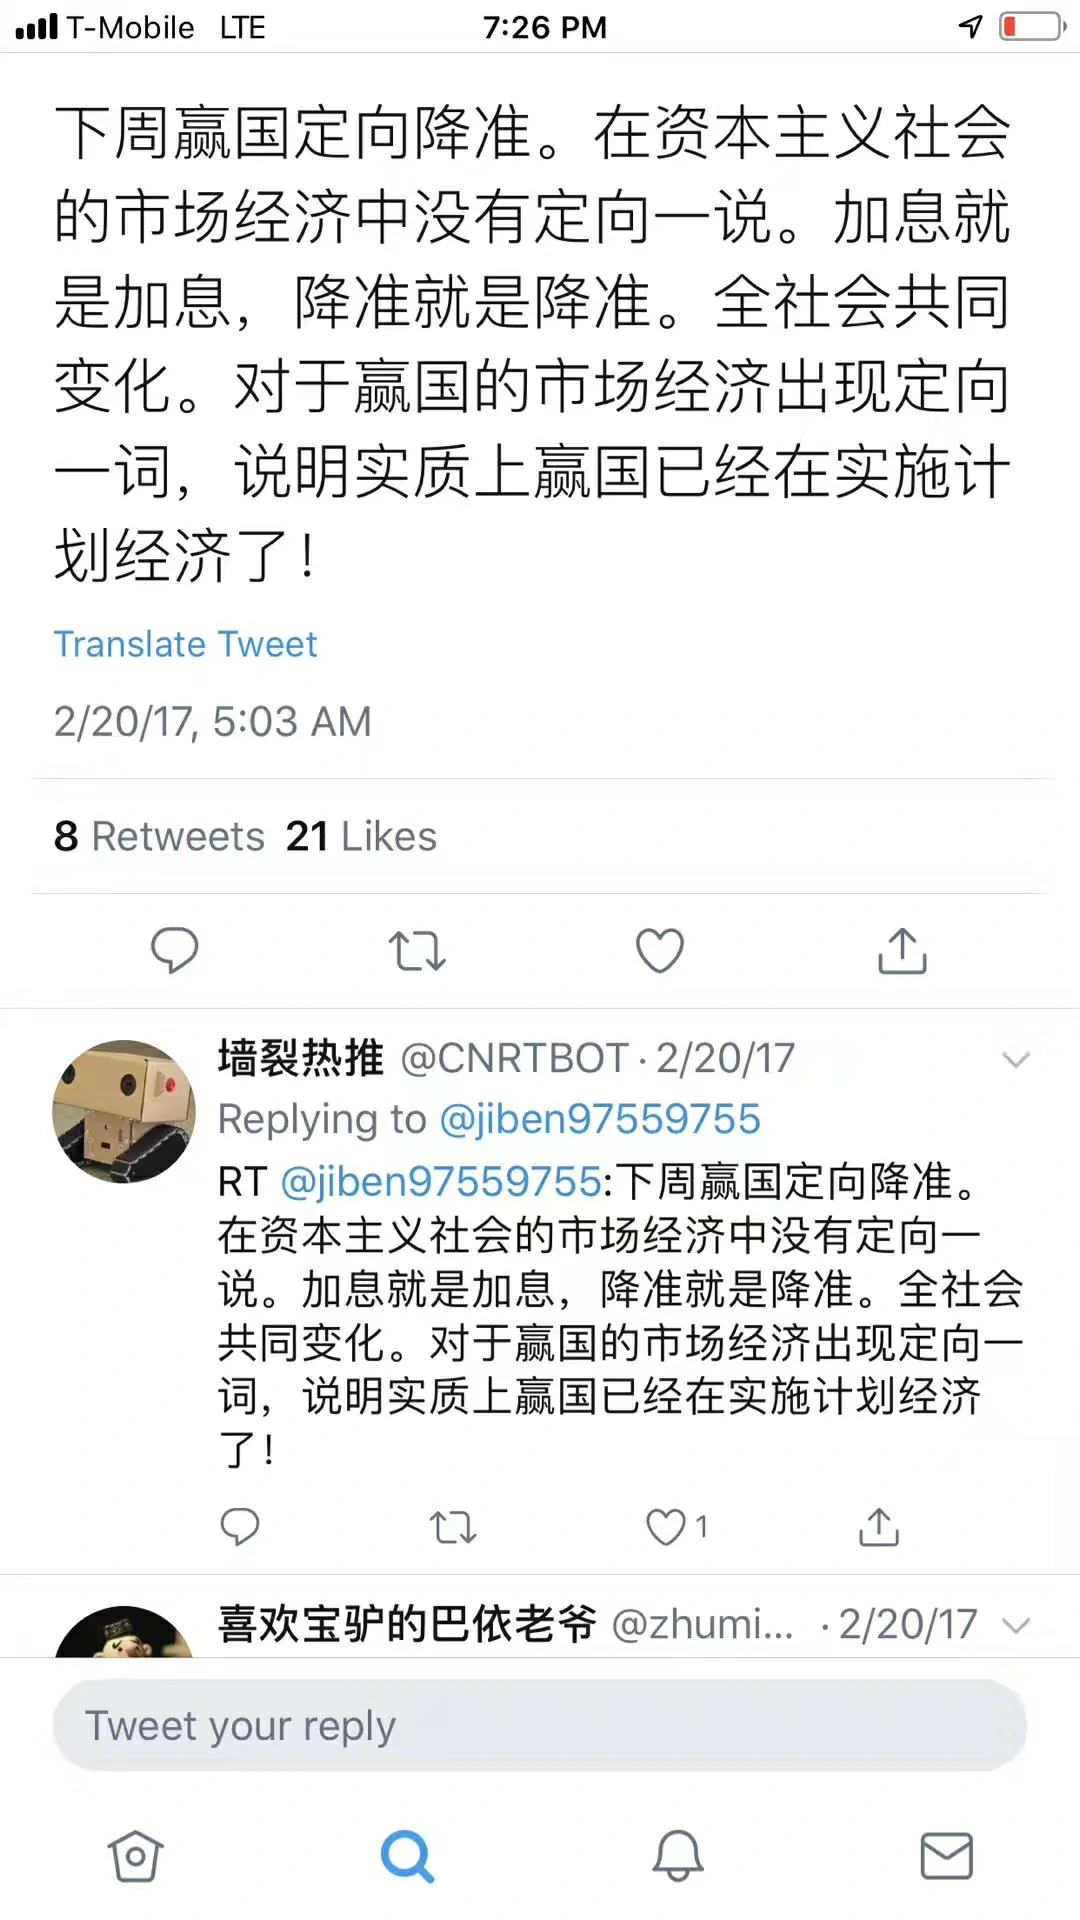 T-Mobile LTE 7:26 PM
下周赢国定向降准。在资本主义社会
的市场经济中没有定向一说。加息就
是加息，降准就是降准。全社会共同
变化。对于赢国的市场经济出现定向
一词，说明实质上赢国已经在实施计
划经济了！
Translate Tweet
2/20/17, 5:03 AM
8 Retweets 21 Likes
墙裂热推 @CNRTBOT · 2/20/17
Replying to @jiben97559755
RT @jiben97559755:下周赢国定向降准。
在资本主义社会的市场经济中没有定向一
说。加息就是加息，降准就是降准。全社会
共同变化。对于赢国的市场经济出现定向一
词，说明实质上赢国已经在实施计划经济
了！
1
喜欢宝驴的巴依老爷 @zhumi... · 2/20/17
Tweet your reply